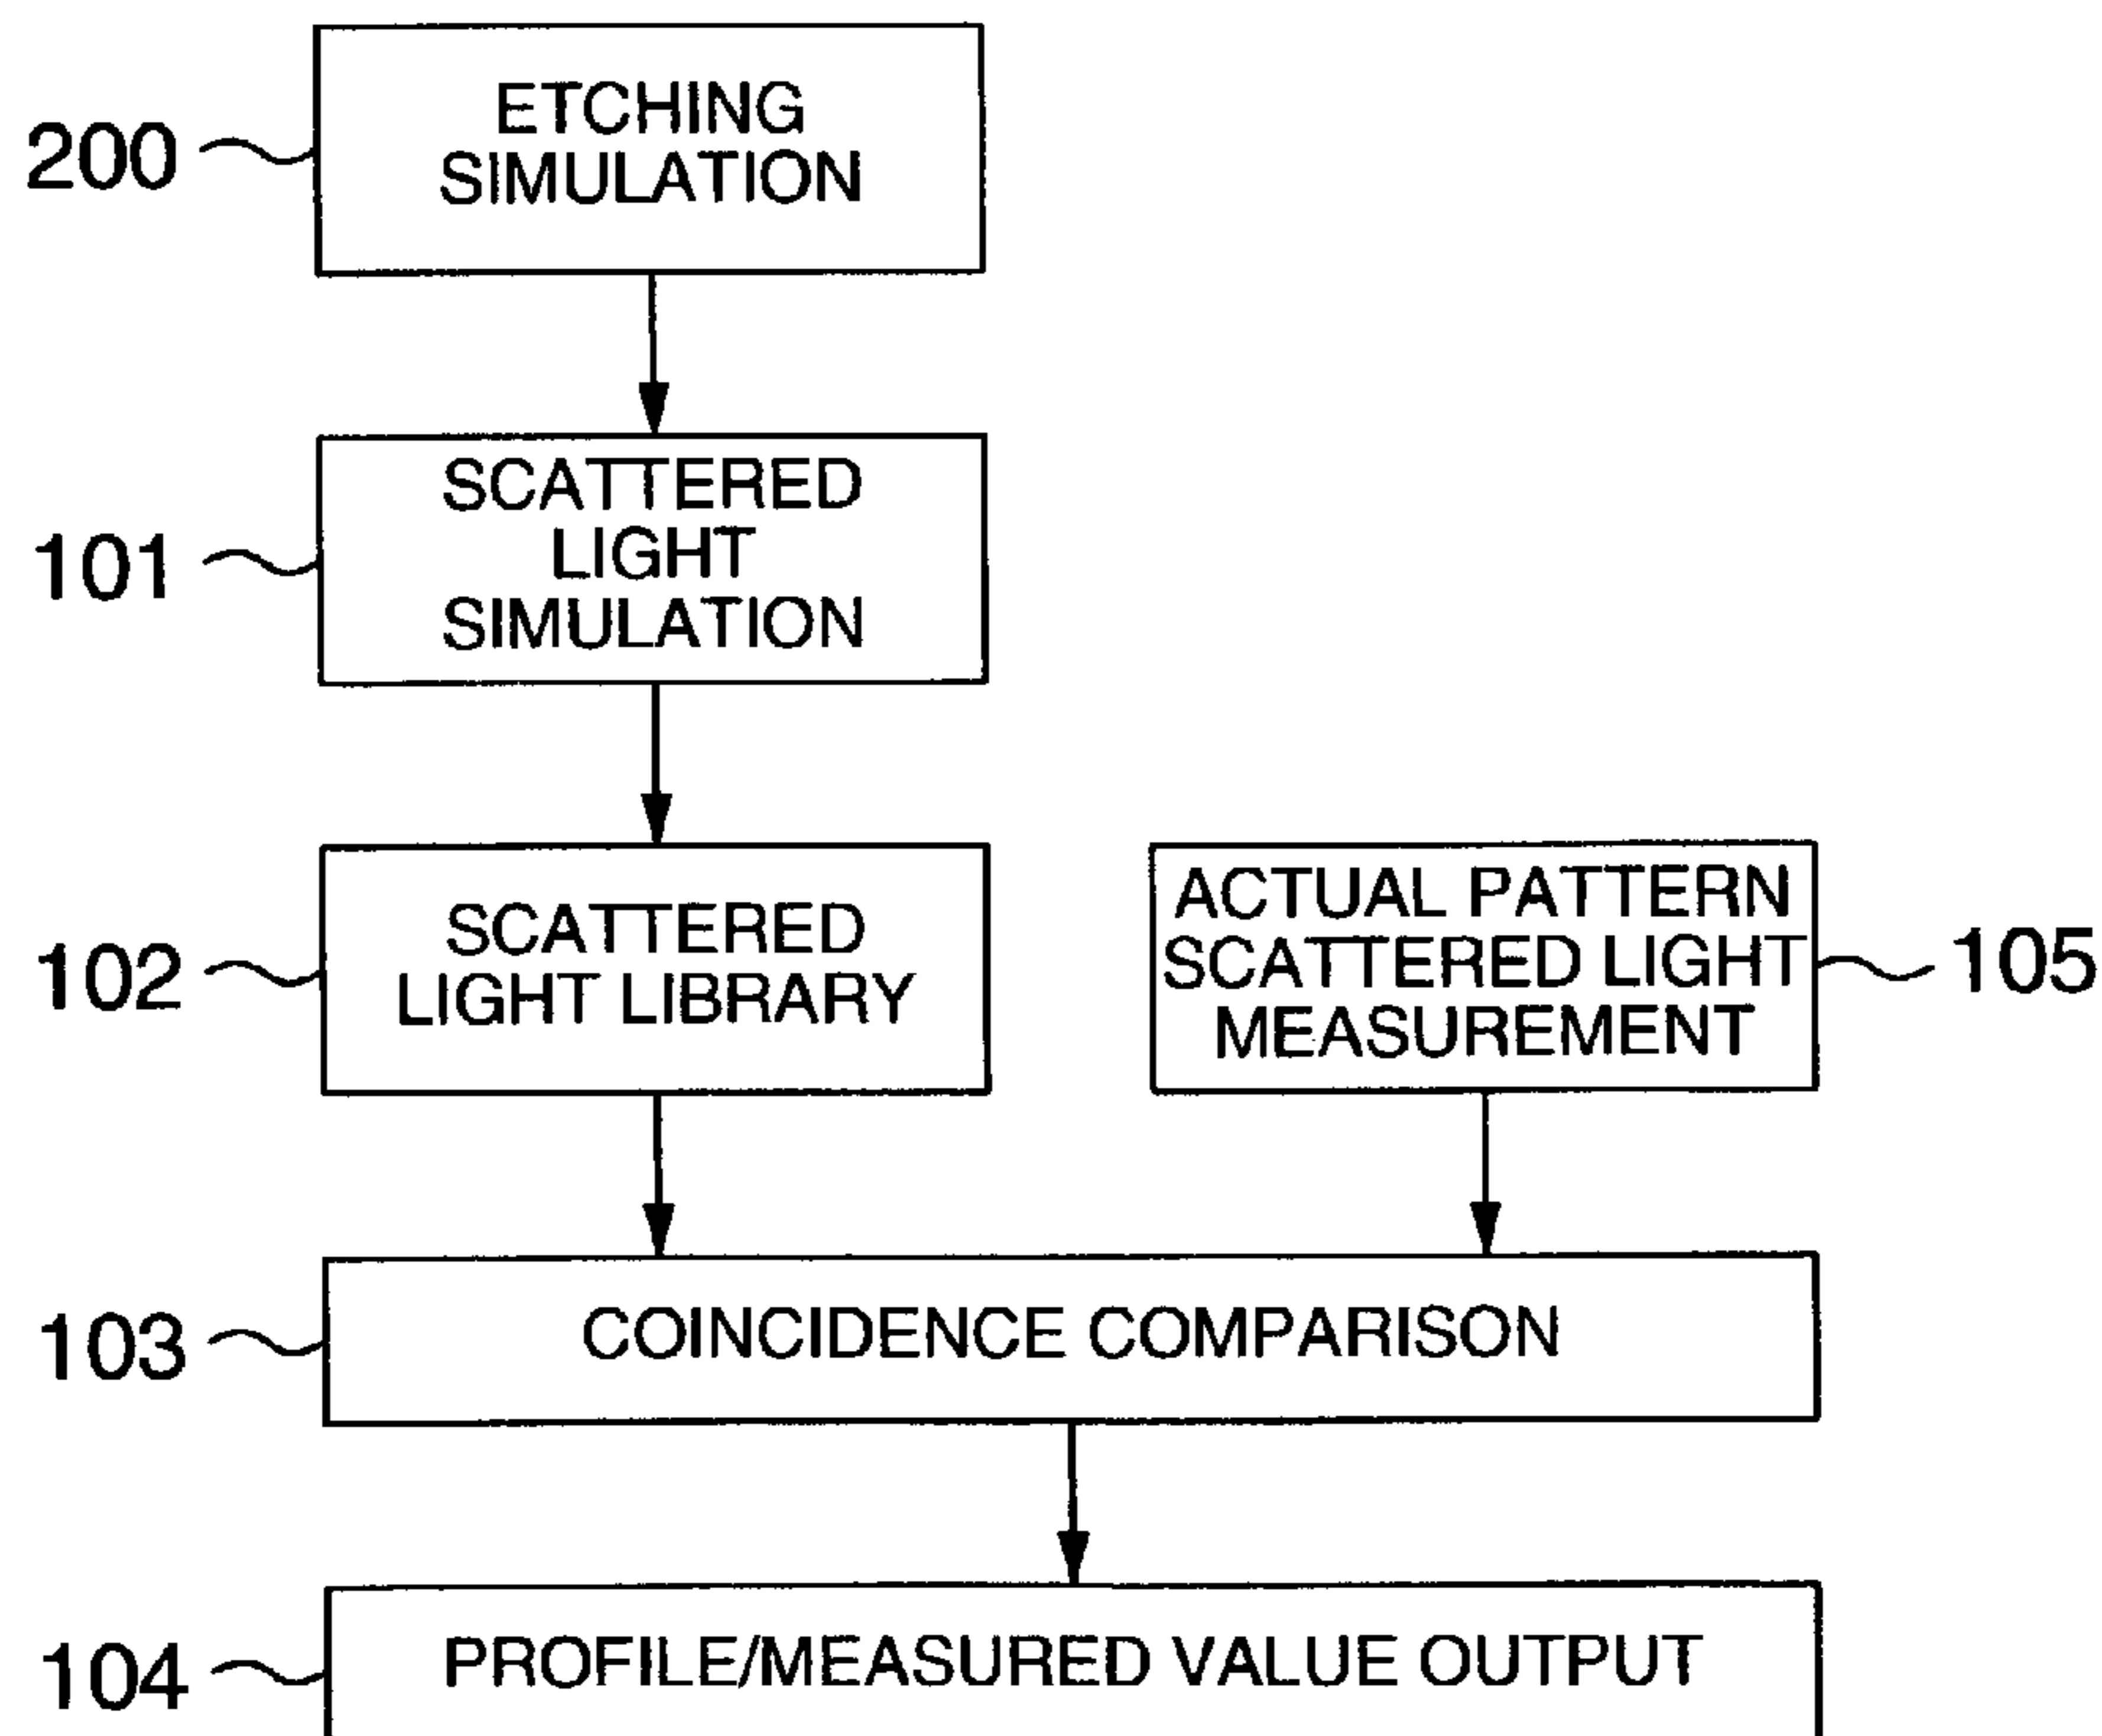 200
ETCHING
SIMULATION
101
SCATTERED
LIGHT
SIMULATION
102
SCATTERED
LIGHT LIBRARY
ACTUAL PATTERN
SCATTERED LIGHT
MEASUREMENT
105
103
COINCIDENCE COMPARISON
104
PROFILE/MEASURED VALUE OUTPUT